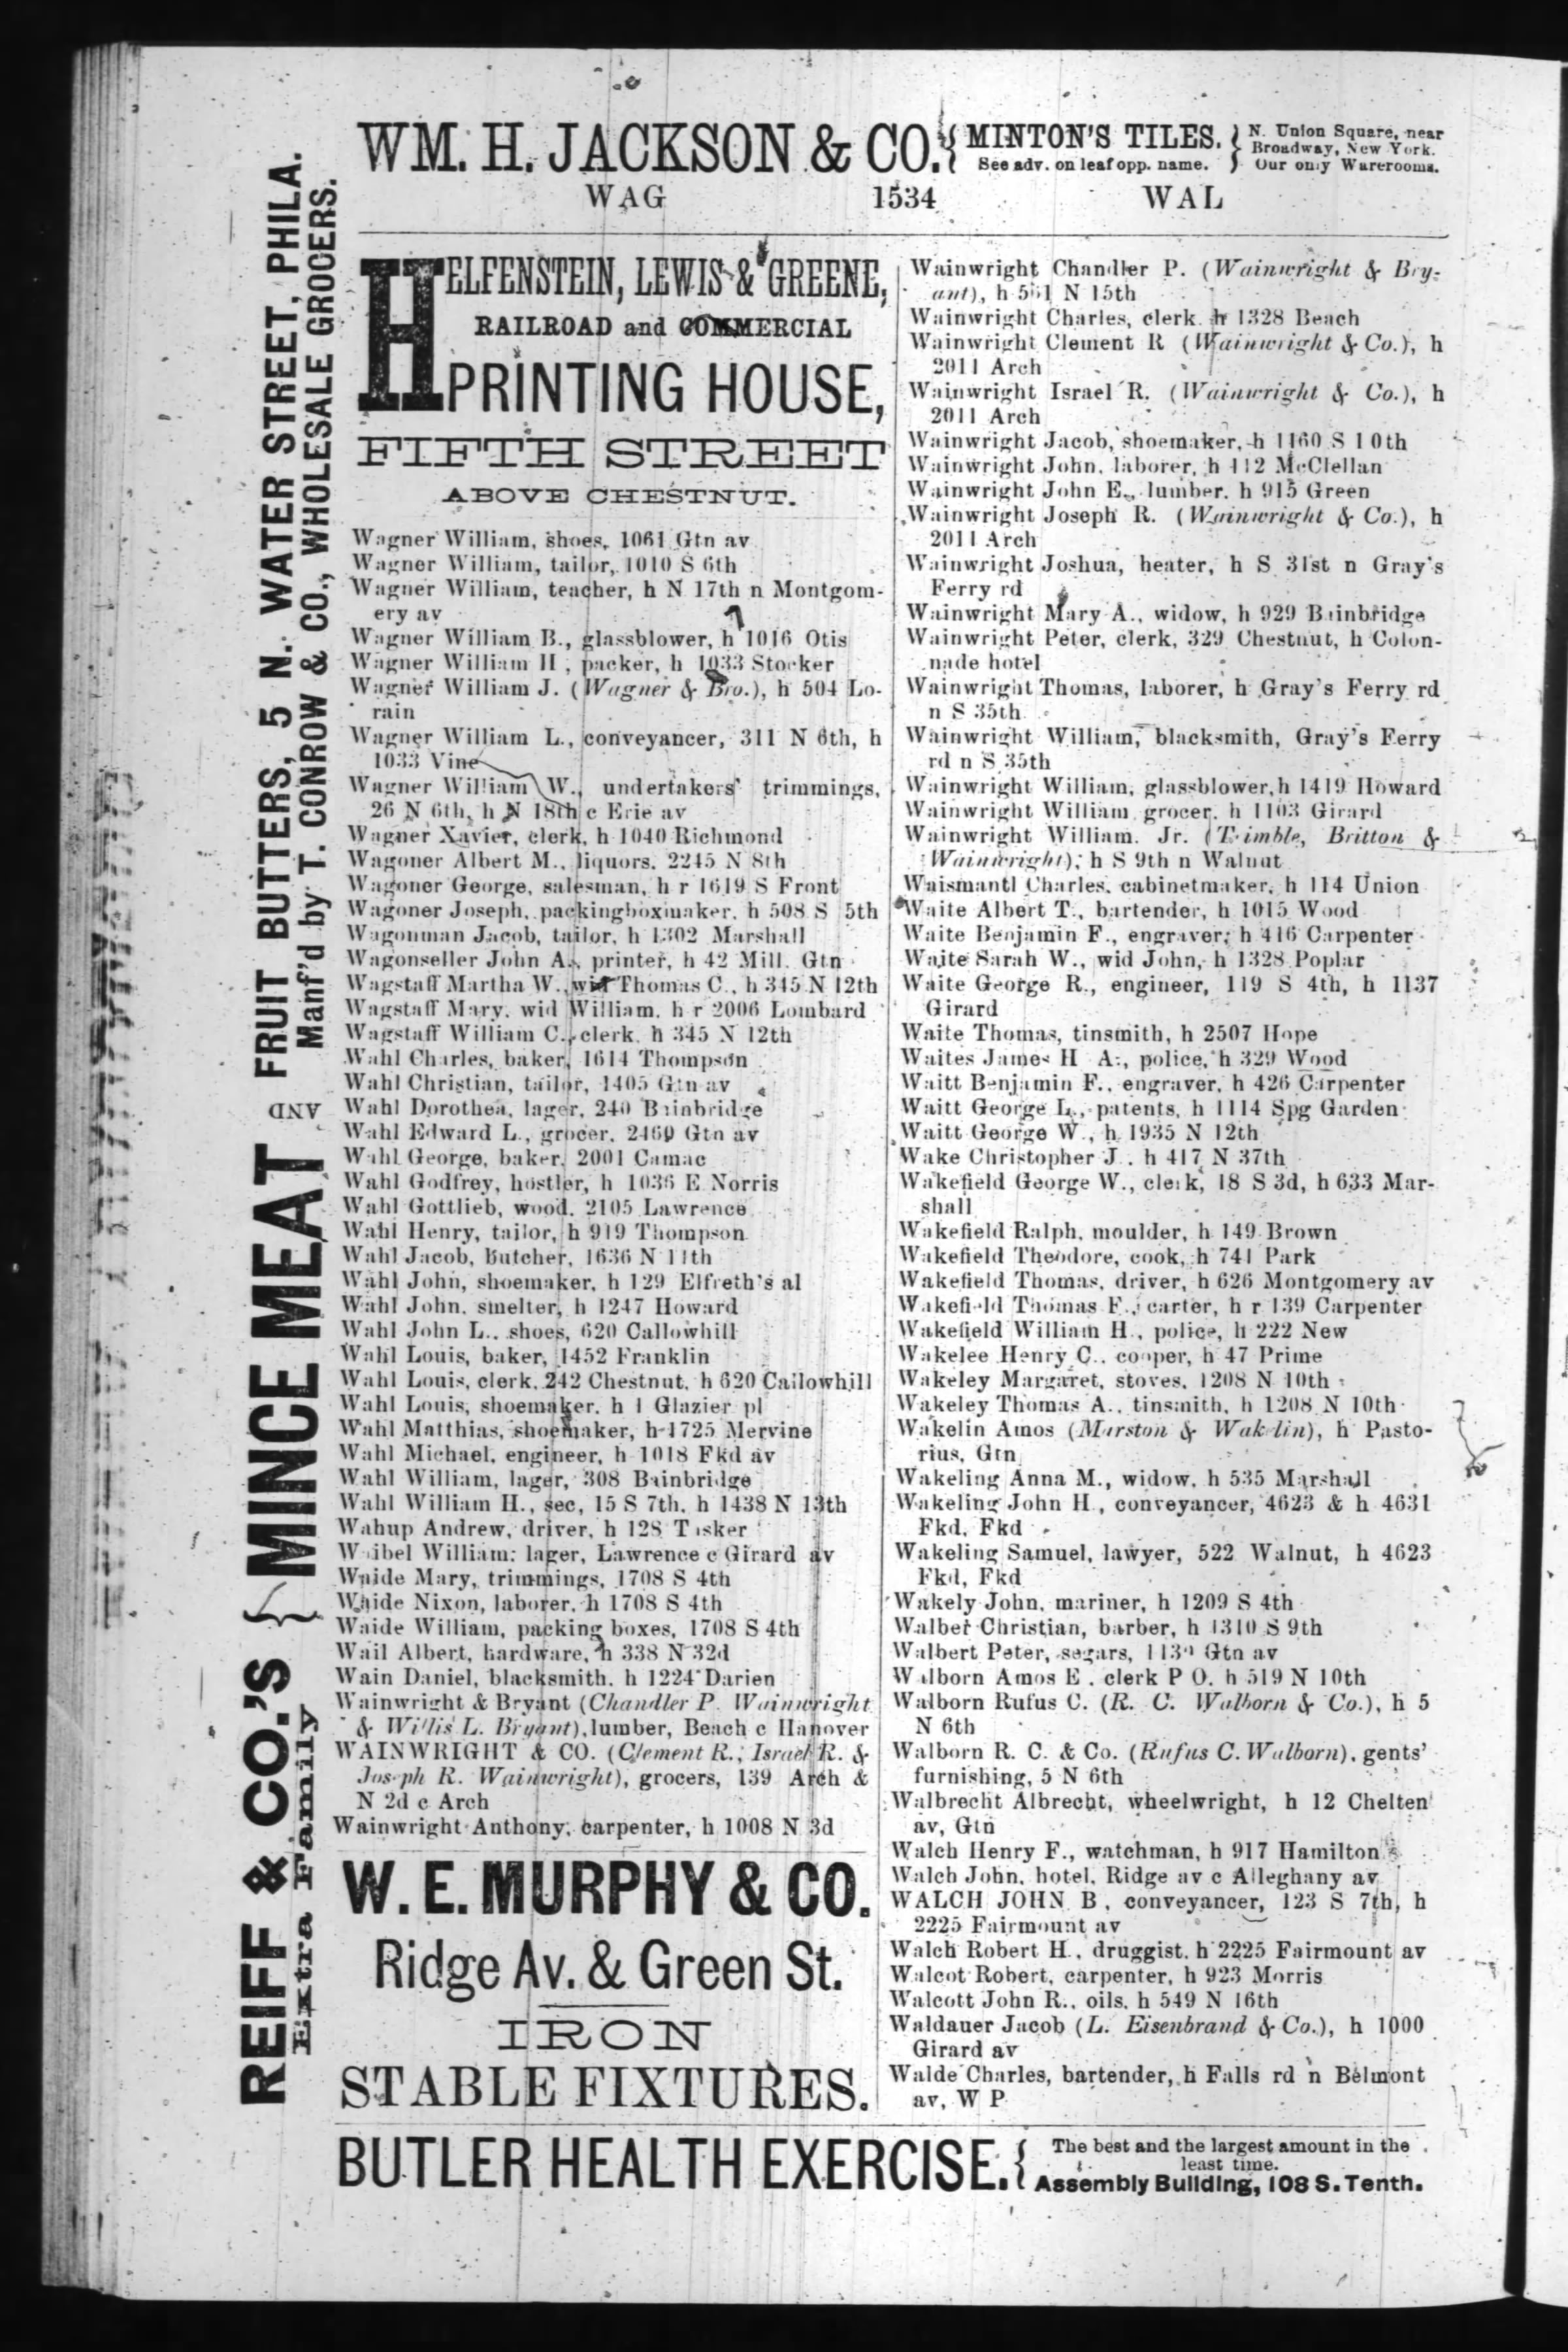 WM. H. JACKSON & CO. { MINTON'S TILES. See adv. on leaf opp. name. } N. Union Square, near Broadway, New York. Our only Warerooms.
WAG 1534 WAL
REIFF & CO.'S Extra Family { MINCE MEAT AND FRUIT BUTTERS, 5 N. WATER STREET, PHILA.
Manf'd by T. CONROW & CO., WHOLESALE GROCERS.
HELFENSTEIN, LEWIS & GREENE,
RAILROAD and COMMERCIAL
PRINTING HOUSE,
FIFTH STREET
ABOVE CHESTNUT.
Wagner William, shoes, 1061 Gtn av
Wagner William, tailor, 1010 S 6th
Wagner William, teacher, h N 17th n Montgom-
ery av
Wagner William B., glassblower, h 1016 Otis
Wagner William H, packer, h 1033 Stocker
Wagner William J. (Wagner & Bro.), h 504 Lo-
rain
Wagner William L., conveyancer, 311 N 6th, h
1033 Vine
Wagner William W., undertakers' trimmings,
26 N 6th, h N 18th c Erie av
Wagner Xavier, clerk, h 1040 Richmond
Wagoner Albert M., liquors, 2245 N 8th
Wagoner George, salesman, h r 1619 S Front
Wagoner Joseph, packingboxmaker, h 508 S 5th
Wagonman Jacob, tailor, h 1302 Marshall
Wagonseller John A., printer, h 42 Mill, Gtn
Wagstaff Martha W., wid Thomas C., h 345 N 12th
Wagstaff Mary, wid William, h r 2006 Lombard
Wagstaff William C., clerk, h 345 N 12th
Wahl Charles, baker, 1614 Thompson
Wahl Christian, tailor, 1405 Gtn av
Wahl Dorothea, lager, 240 Bainbridge
Wahl Edward L., grocer, 2469 Gtn av
Wahl George, baker, 2001 Camac
Wahl Godfrey, hostler, h 1036 E Norris
Wahl Gottlieb, wood, 2105 Lawrence
Wahl Henry, tailor, h 919 Thompson
Wahl Jacob, butcher, 1636 N 11th
Wahl John, shoemaker, h 129 Elfreth's al
Wahl John, smelter, h 1247 Howard
Wahl John L., shoes, 620 Callowhill
Wahl Louis, baker, 1452 Franklin
Wahl Louis, clerk, 242 Chestnut, h 620 Callowhill
Wahl Louis, shoemaker, h 1 Glazier pl
Wahl Matthias, shoemaker, h 1725 Mervine
Wahl Michael, engineer, h 1018 Fkd av
Wahl William, lager, 308 Bainbridge
Wahl William H., sec, 15 S 7th, h 1438 N 13th
Wahup Andrew, driver, h 128 Tasker
Waibel William, lager, Lawrence c Girard av
Waide Mary, trimmings, 1708 S 4th
Waide Nixon, laborer, h 1708 S 4th
Waide William, packing boxes, 1708 S 4th
Wail Albert, hardware, h 338 N 32d
Wain Daniel, blacksmith, h 1224 Darien
Wainwright & Bryant (Chandler P. Wainwright
& Willis L. Bryant), lumber, Beach c Hanover
WAINWRIGHT & CO. (Clement R., Israel R. &
Joseph R. Wainwright), grocers, 139 Arch &
N 2d c Arch
Wainwright Anthony, carpenter, h 1008 N 3d
W. E. MURPHY & CO.
Ridge Av. & Green St.
IRON
STABLE FIXTURES.
Wainwright Chandler P. (Wainwright & Bry-
ant), h 561 N 15th
Wainwright Charles, clerk, h 1328 Beach
Wainwright Clement R (Wainwright & Co.), h
2011 Arch
Wainwright Israel R. (Wainwright & Co.), h
2011 Arch
Wainwright Jacob, shoemaker, h 1160 S 10th
Wainwright John, laborer, h 112 McClellan
Wainwright John E., lumber, h 915 Green
Wainwright Joseph R. (Wainwright & Co.), h
2011 Arch
Wainwright Joshua, heater, h S 31st n Gray's
Ferry rd
Wainwright Mary A., widow, h 929 Bainbridge
Wainwright Peter, clerk, 329 Chestnut, h Colon-
nade hotel
Wainwright Thomas, laborer, h Gray's Ferry rd
n S 35th
Wainwright William, blacksmith, Gray's Ferry
rd n S 35th
Wainwright William, glassblower, h 1419 Howard
Wainwright William grocer, h 1103 Girard
Wainwright William, Jr. (Trimble, Britton &
Wainwright), h S 9th n Walnut
Waismantl Charles, cabinetmaker, h 114 Union
Waite Albert T., bartender, h 1015 Wood
Waite Benjamin F., engraver, h 416 Carpenter
Waite Sarah W., wid John, h 1328 Poplar
Waite George R., engineer, 119 S 4th, h 1137
Girard
Waite Thomas, tinsmith, h 2507 Hope
Waites James H A., police, h 329 Wood
Waitt Benjamin F., engraver, h 426 Carpenter
Waitt George L., patents, h 1114 Spg Garden
Waitt George W., h 1935 N 12th
Wake Christopher J., h 417 N 37th
Wakefield George W., clerk, 18 S 3d, h 633 Mar-
shall
Wakefield Ralph, moulder, h 149 Brown
Wakefield Theodore, cook, h 741 Park
Wakefield Thomas, driver, h 626 Montgomery av
Wakefield Thomas F., carter, h r 139 Carpenter
Wakefield William H., police, h 222 New
Wakelee Henry C., cooper, h 47 Prime
Wakeley Margaret, stoves, 1208 N 10th
Wakeley Thomas A., tinsmith, h 1208 N 10th
Wakelin Amos (Marston & Wakelin), h Pasto-
rius, Gtn
Wakeling Anna M., widow, h 535 Marshall
Wakeling John H., conveyancer, 4623 & h 4631
Fkd, Fkd
Wakeling Samuel, lawyer, 522 Walnut, h 4623
Fkd, Fkd
Wakely John, mariner, h 1209 S 4th
Walber Christian, barber, h 1310 S 9th
Walbert Peter, segars, Gtn av
Walborn Amos E. clerk P O, h 519 N 10th
Walborn Rufus C. (R. C. Walborn & Co.), h 5
N 6th
Walborn R. C. & Co. (Rufus C. Walborn), gents'
furnishing, 5 N 6th
Walbrecht Albrecht, wheelwright, h 12 Chelten
av, Gtn
Walch Henry F., watchman, h 917 Hamilton
Walch John, hotel, Ridge av c Alleghany av
WALCH JOHN B, conveyancer, 123 S 7th, h
2225 Fairmount av
Walch Robert H., druggist, h 2225 Fairmount av
Walcot Robert, carpenter, h 923 Morris
Walcott John R., oils, h 549 N 16th
Waldauer Jacob (L. Eisenbrand & Co.), h 1000
Girard av
Walde Charles, bartender, h Falls rd n Belmont
av, W P
BUTLER HEALTH EXERCISE. { The best and the largest amount in the
least time.
Assembly Building, 108 S. Tenth.